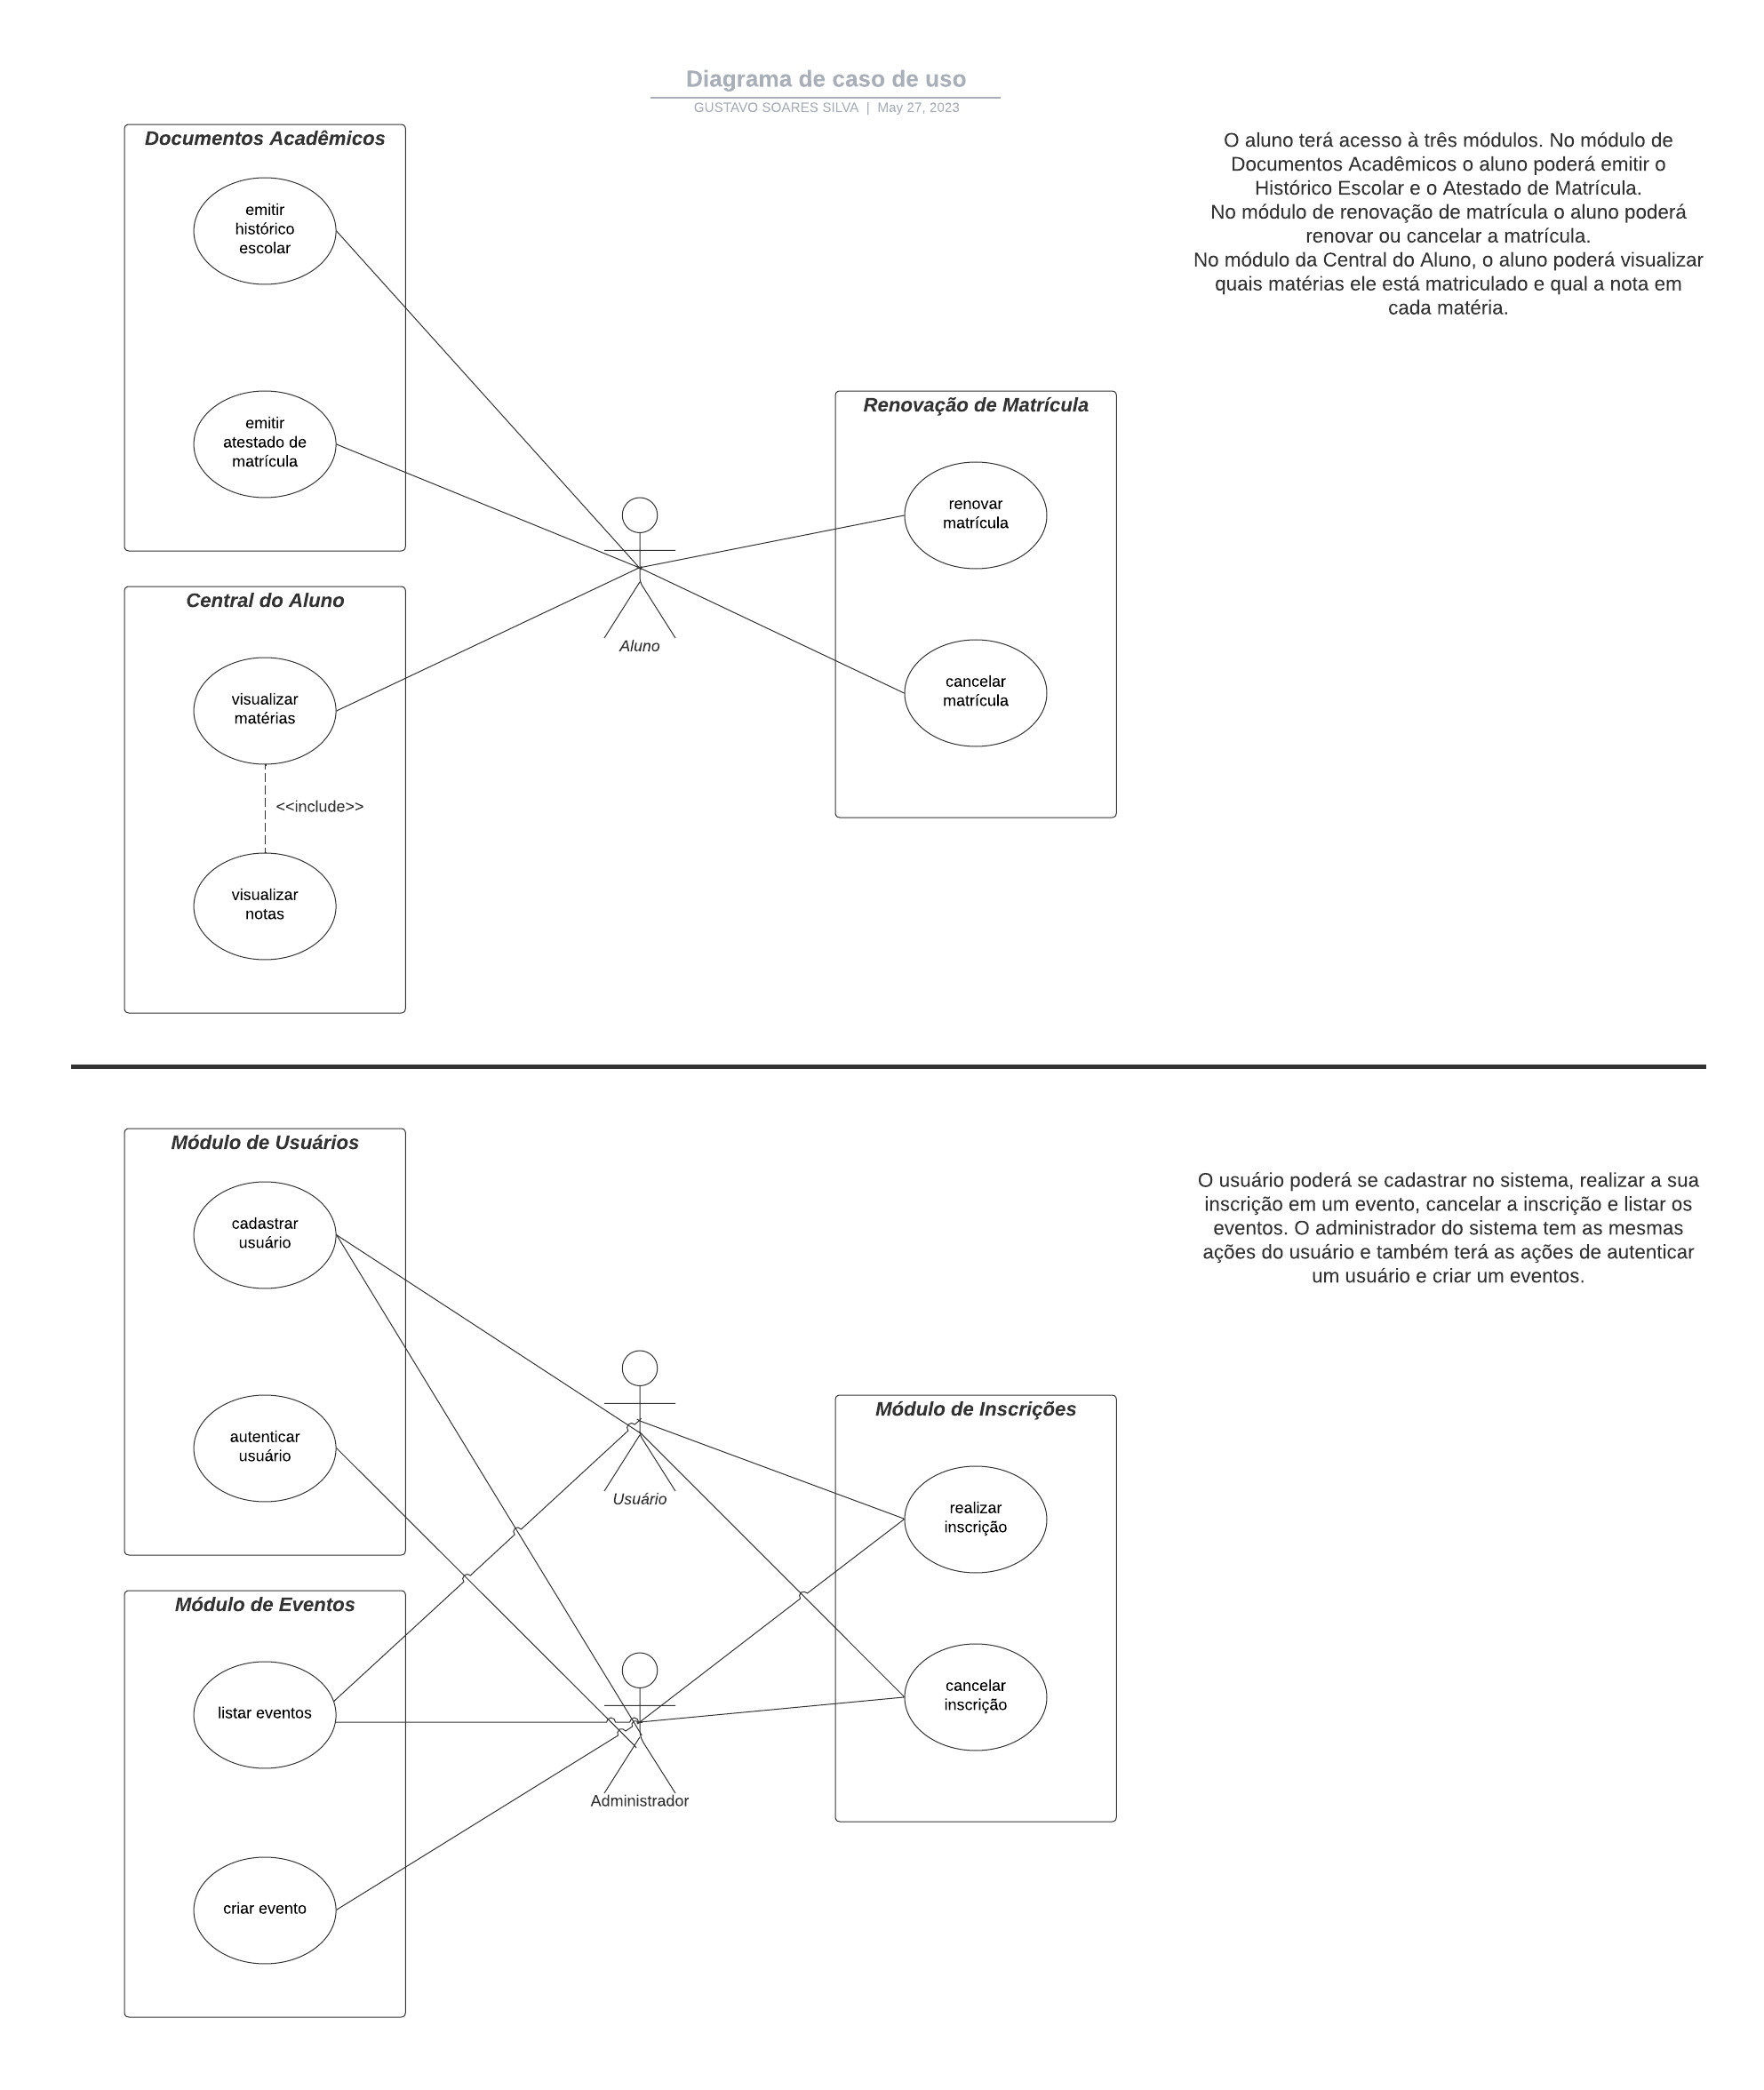 Diagrama de caso de uso
GUSTAVO SOARES SILVA | May 27, 2023
Documentos Acadêmicos
emitir
histórico
escolar
emitir
atestado de
matrícula
O aluno terá acesso à três módulos. No módulo de
Documentos Acadêmicos o aluno poderá emitir o
Histórico Escolar e o Atestado de Matrícula.
No módulo de renovação de matrícula o aluno poderá
renovar ou cancelar a matrícula.
No módulo da Central do Aluno, o aluno poderá visualizar
quais matérias ele está matriculado e qual a nota em
cada matéria.
Renovação de Matrícula
renovar
matrícula
cancelar
matrícula
Aluno
Central do Aluno
visualizar
matérias
<<include>>
visualizar
notas
Módulo de Usuários
cadastrar
usuário
autenticar
usuário
O usuário poderá se cadastrar no sistema, realizar a sua
inscrição em um evento, cancelar a inscrição e listar os
eventos. O administrador do sistema tem as mesmas
ações do usuário e também terá as ações de autenticar
um usuário e criar um eventos.
Usuário
Módulo de Inscrições
realizar
inscrição
cancelar
inscrição
Módulo de Eventos
listar eventos
criar evento
Administrador